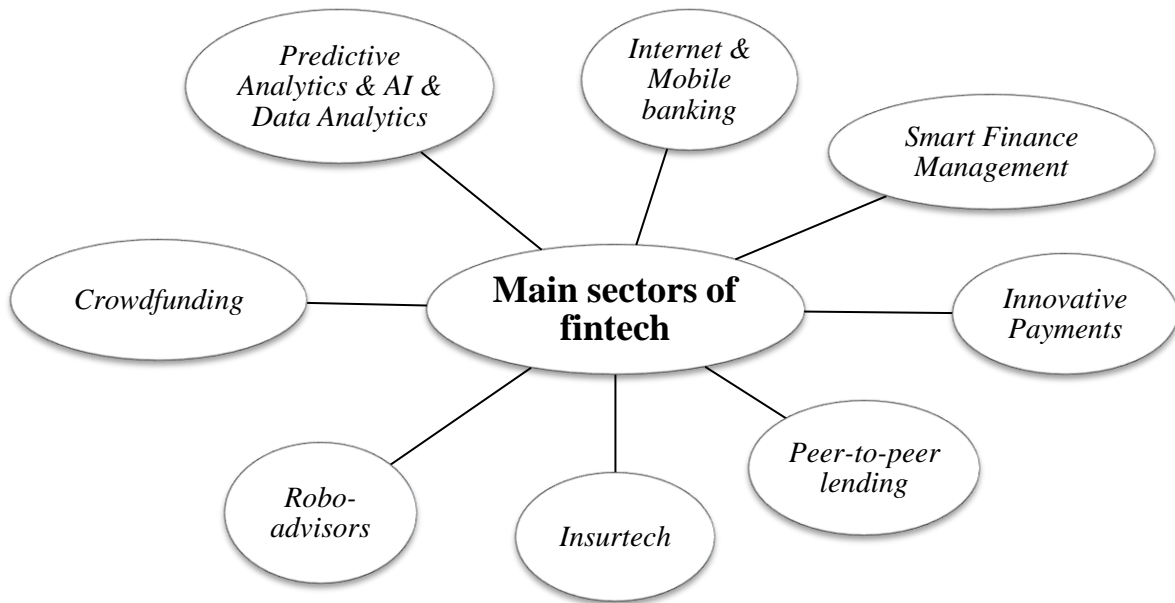 Predictive
Analytics & AI &
Data Analytics
Internet &
Mobile
banking
Smart Finance
Management
Crowdfunding
Main sectors of
fintech
Innovative
Payments
Robo-
advisors
Insurtech
Peer-to-peer
lending